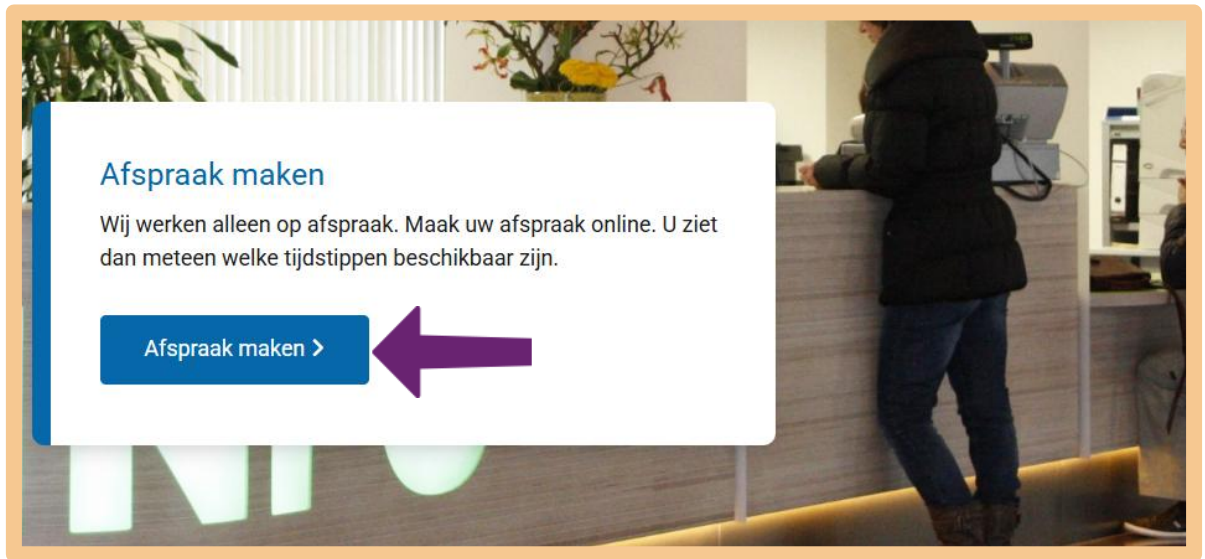 Afspraak maken
Wij werken alleen op afspraak. Maak uw afspraak online. U ziet
dan meteen welke tijdstippen beschikbaar zijn.
Afspraak maken >